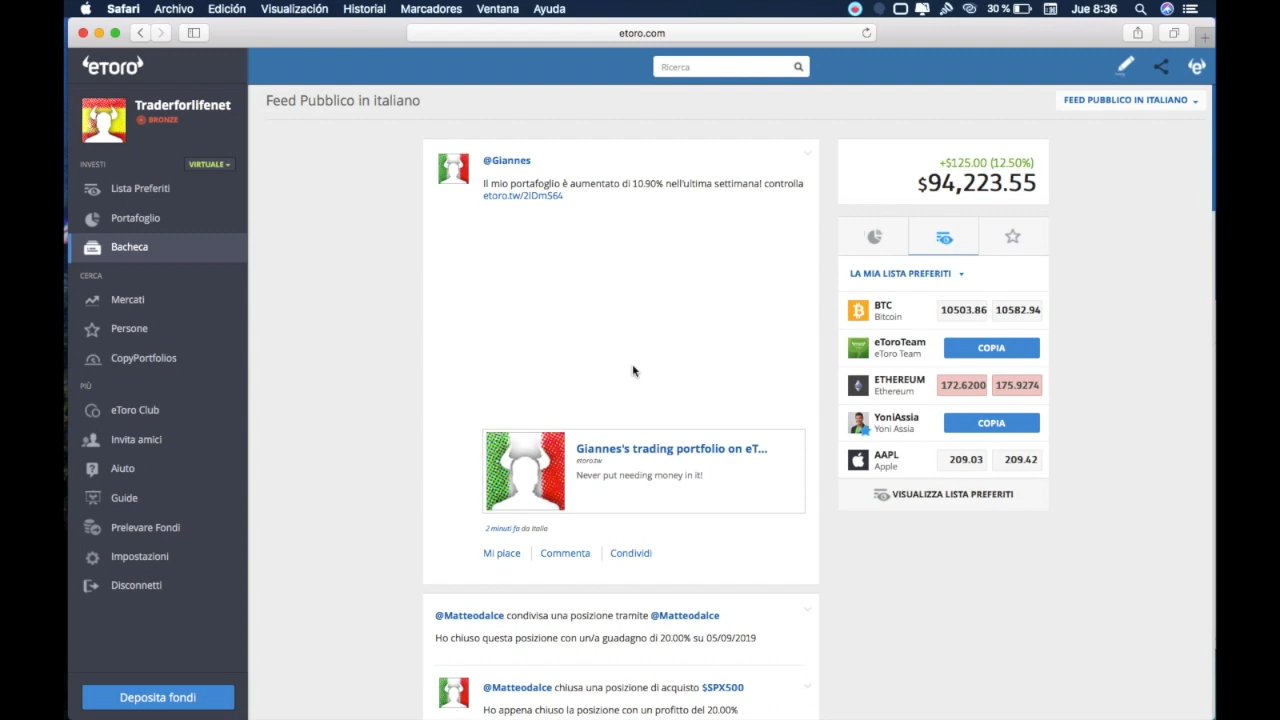 Safari Archivo Edición Visualización Historial Marcadores Ventana Ayuda 30 % Jue 8:36
etoro.com
eTORO
Ricerca
Traderforlifenet
BRONZE
INVESTI VIRTUALE
Lista Preferiti
Portafoglio
Bacheca
CERCA
Mercati
Persone
CopyPortfolios
PIÙ
eToro Club
Invita amici
Aiuto
Guide
Prelevare Fondi
Impostazioni
Disconnetti
Deposita fondi
Feed Pubblico in italiano
FEED PUBBLICO IN ITALIANO
@Giannes
Il mio portafoglio è aumentato di 10.90% nell'ultima settimana! controlla
etoro.tw/2IDmS64
Giannes's trading portfolio on eT...
etoro.tw
Never put needing money in it!
2 minuti fa da Italia
Mi piace Commenta Condividi
@Matteodalce condivisa una posizione tramite @Matteodalce
Ho chiuso questa posizione con un/a guadagno di 20.00% su 05/09/2019
@Matteodalce chiusa una posizione di acquisto $SPX500
Ho appena chiuso la posizione con un profitto del 20.00%
+$125.00 (12.50%)
$94,223.55
LA MIA LISTA PREFERITI
BTC
Bitcoin
10503.86 10582.94
eToroTeam
eToro Team
COPIA
ETHEREUM
Ethereum
172.6200 175.9274
YoniAssia
Yoni Assia
COPIA
AAPL
Apple
209.03 209.42
VISUALIZZA LISTA PREFERITI